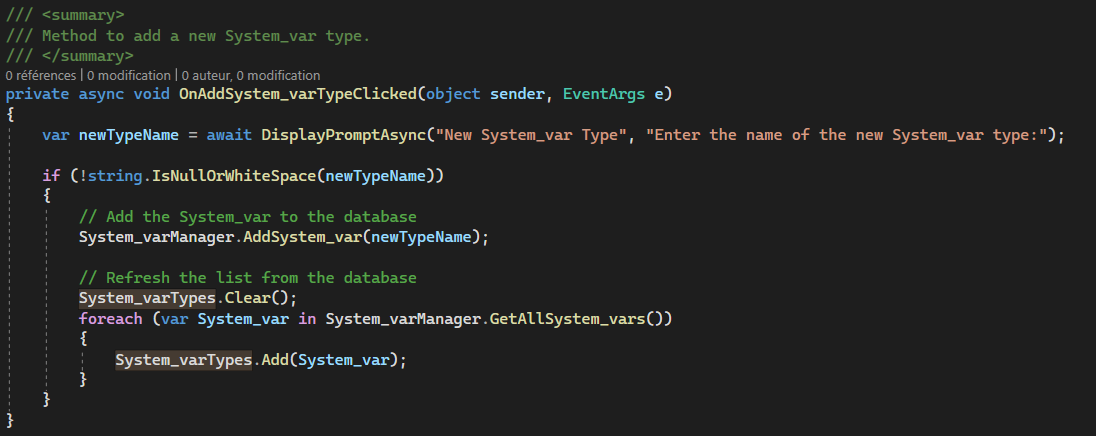 /// <summary>
/// Method to add a new System_var type.
/// </summary>
0 références | 0 modification | 0 auteur, 0 modification
private async void OnAddSystem_varTypeClicked(object sender, EventArgs e)
{
var newTypeName = await DisplayPromptAsync("New System_var Type", "Enter the name of the new System_var type:");
if (!string.IsNullOrWhiteSpace(newTypeName))
{
// Add the System_var to the database
System_varManager.AddSystem_var(newTypeName);
// Refresh the list from the database
System_varTypes.Clear();
foreach (var System_var in System_varManager.GetAllSystem_vars())
{
System_varTypes.Add(System_var);
}
}
}